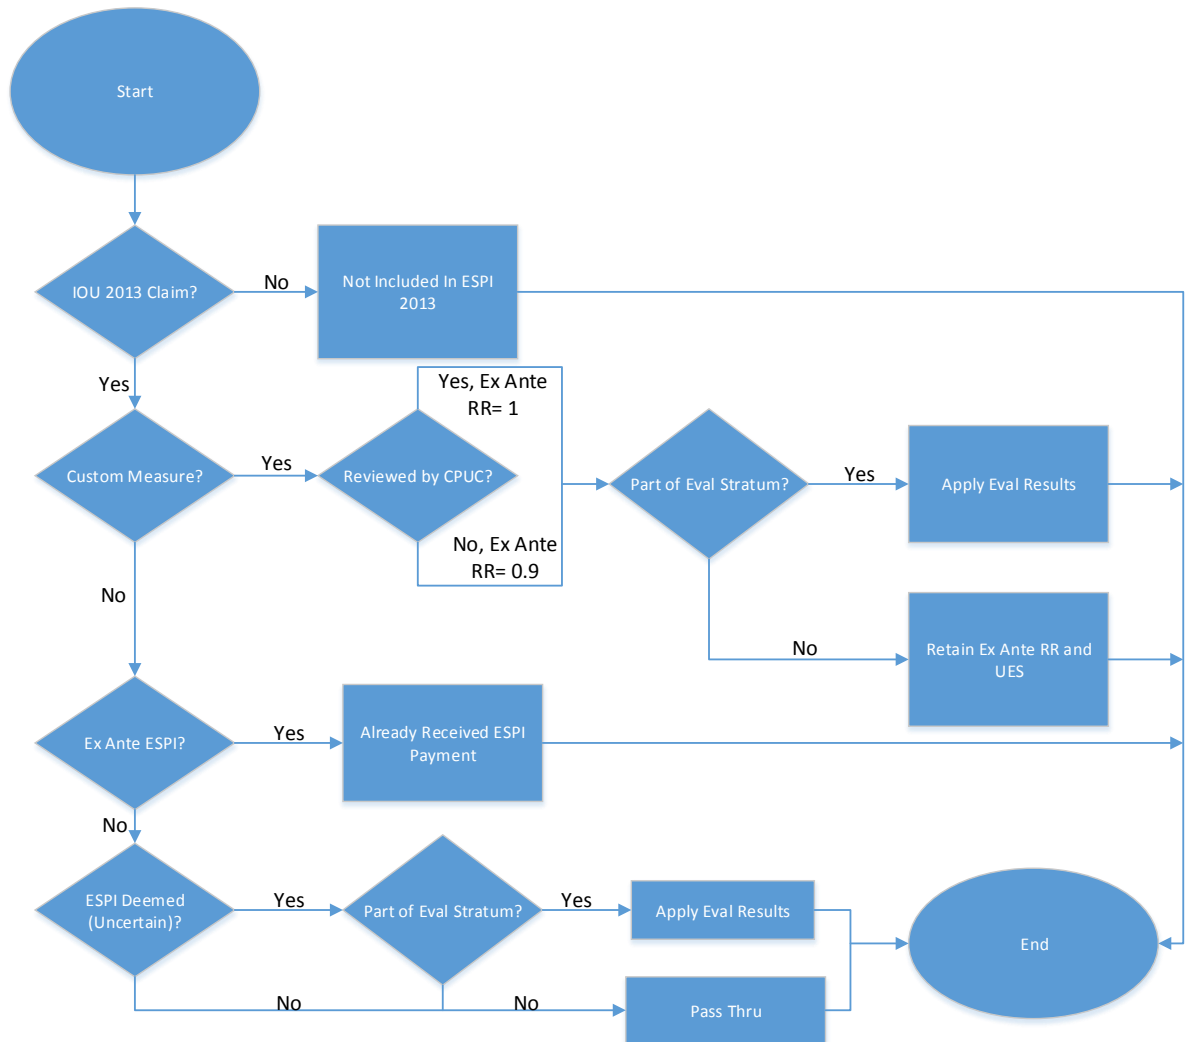 Start
IOU 2013 Claim?
No
Not Included In ESPI
2013
Yes
Yes, Ex Ante
RR= 1
Custom Measure?
Yes
Reviewed by CPUC?
Part of Eval Stratum?
Yes
Apply Eval Results
No, Ex Ante
RR= 0.9
No
No
Retain Ex Ante RR and
UES
Ex Ante ESPI?
Yes
Already Received ESPI
Payment
No
ESPI Deemed
(Uncertain)?
Yes
Part of Eval Stratum?
Yes
Apply Eval Results
End
No
No
Pass Thru